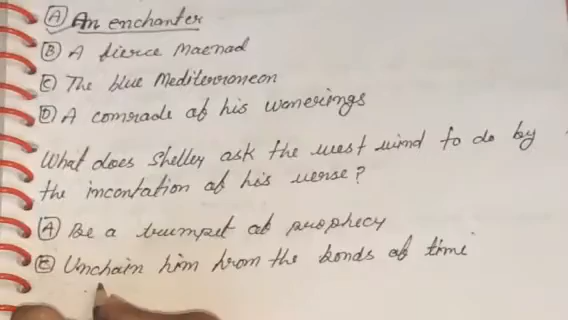 (A) An enchanter
(B) A fierce Maenad
(C) The blue Mediterranean
(D) A comrade of his wanerings
What does Shelley ask the west wind to do by
the incantation of his verse?
(A) Be a trumpet of prophecy
(B) Unchain him from the bonds of time